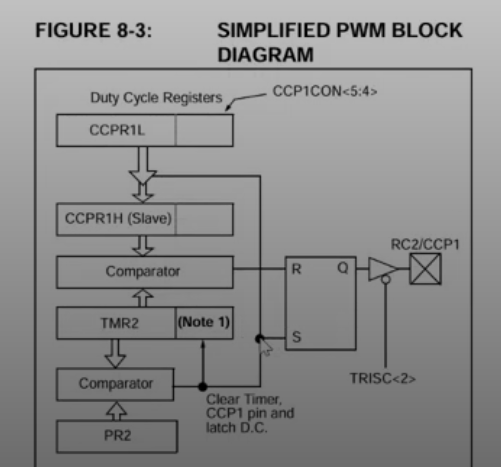 FIGURE 8-3: SIMPLIFIED PWM BLOCK
DIAGRAM
Duty Cycle Registers
CCP1CON<5:4>
CCPR1L
CCPR1H (Slave)
Comparator
R Q
RC2/CCP1
TMR2
(Note 1)
S
TRISC<2>
Comparator
Clear Timer,
CCP1 pin and
latch D.C.
PR2